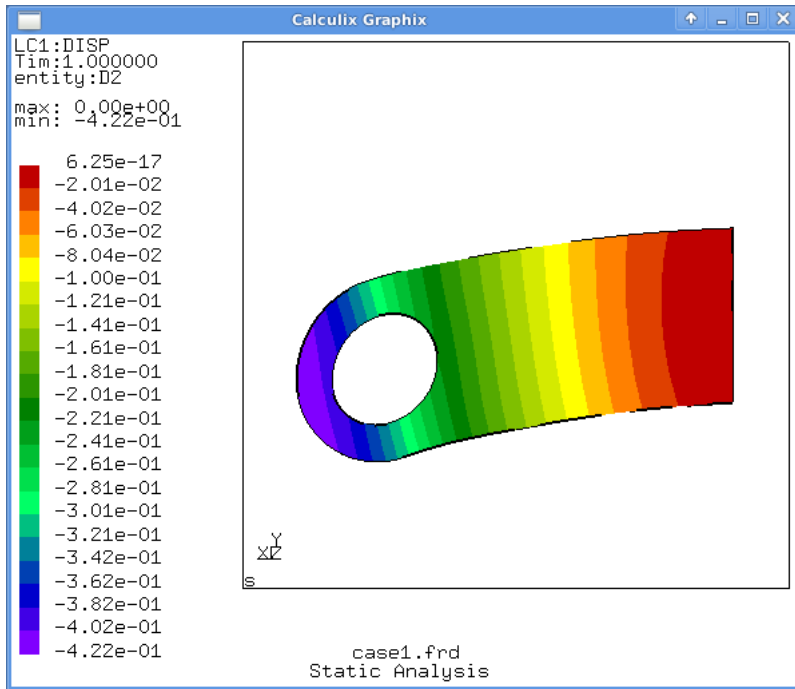 Calculix Graphix
LC1:DISP
Tim:1.000000
entity:D2
max: 0.00e+00
min: -4.22e-01
6.25e-17
-2.01e-02
-4.02e-02
-6.03e-02
-8.04e-02
-1.00e-01
-1.21e-01
-1.41e-01
-1.61e-01
-1.81e-01
-2.01e-01
-2.21e-01
-2.41e-01
-2.61e-01
-2.81e-01
-3.01e-01
-3.21e-01
-3.42e-01
-3.62e-01
-3.82e-01
-4.02e-01
-4.22e-01
Y
XZ
s
case1.frd
Static Analysis